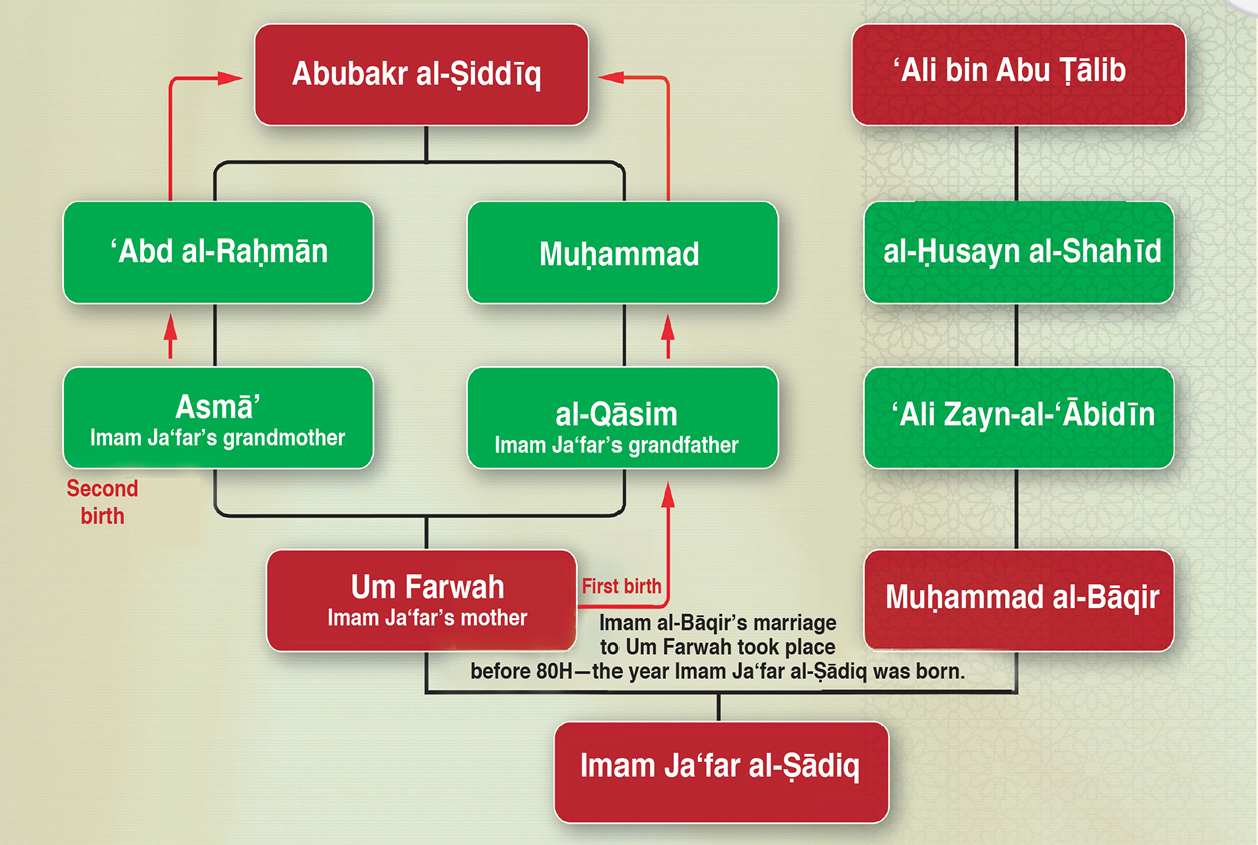 Abubakr al-Ṣiddīq
‘Ali bin Abu Ṭālib
‘Abd al-Raḥmān
Muḥammad
al-Ḥusayn al-Shahīd
Asmā’
Imam Ja‘far’s grandmother
al-Qāsim
Imam Ja‘far’s grandfather
‘Ali Zayn-al-‘Ābidīn
Second
birth
Um Farwah
Imam Ja‘far’s mother
First birth
Muḥammad al-Bāqir
Imam al-Bāqir’s marriage
to Um Farwah took place
before 80H—the year Imam Ja‘far al-Ṣādiq was born.
Imam Ja‘far al-Ṣādiq